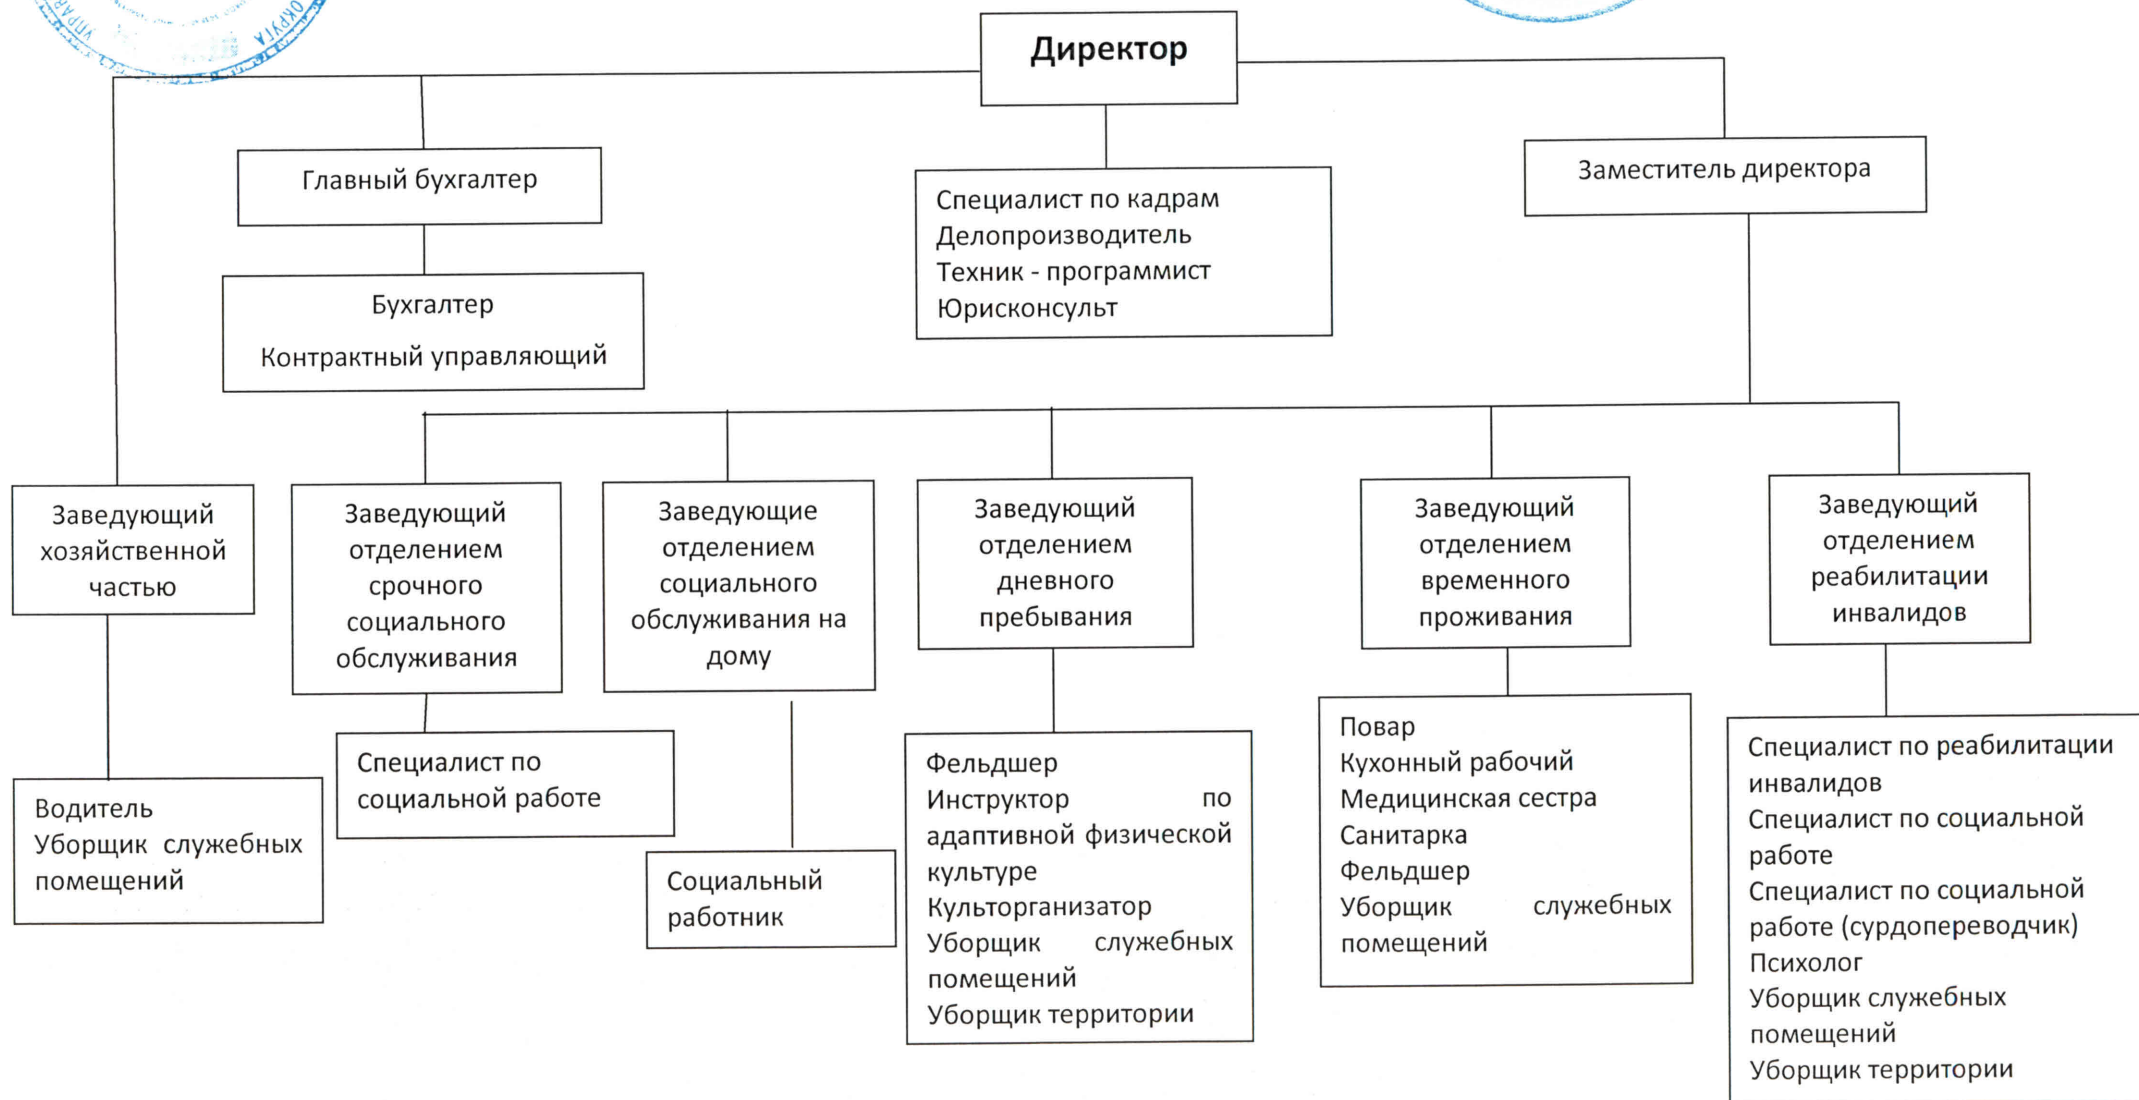 ОКРУГА
Директор
Главный бухгалтер
Бухгалтер
Контрактный управляющий
Специалист по кадрам
Делопроизводитель
Техник - программист
Юрисконсульт
Заместитель директора
Заведующий
хозяйственной
частью
Заведующий
отделением
срочного
социального
обслуживания
Заведующие
отделением
социального
обслуживания на
дому
Заведующий
отделением
дневного
пребывания
Заведующий
отделением
временного
проживания
Заведующий
отделением
реабилитации
инвалидов
Водитель
Уборщик служебных
помещений
Специалист по
социальной работе
Социальный
работник
Фельдшер
Инструктор по
адаптивной физической
культуре
Культорганизатор
Уборщик служебных
помещений
Уборщик территории
Повар
Кухонный рабочий
Медицинская сестра
Санитарка
Фельдшер
Уборщик служебных
помещений
Специалист по реабилитации
инвалидов
Специалист по социальной
работе
Специалист по социальной
работе (сурдопереводчик)
Психолог
Уборщик служебных
помещений
Уборщик территории